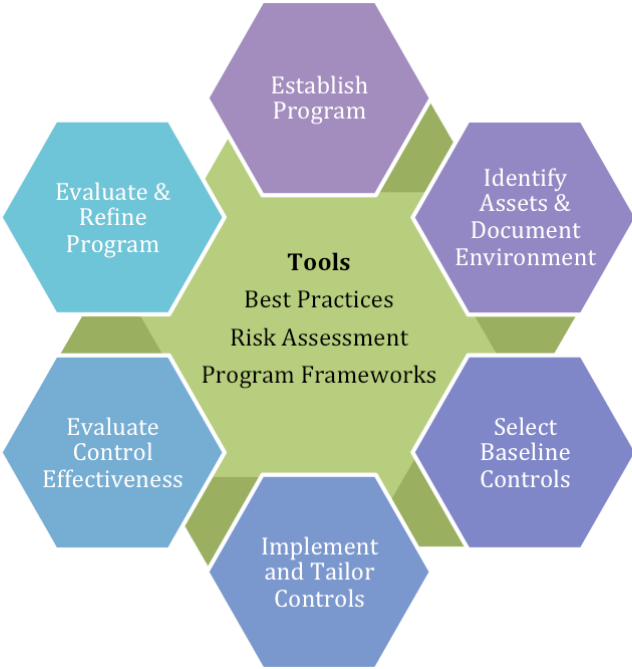 Establish
Program
Identify
Assets &
Document
Environment
Select
Baseline
Controls
Implement
and Tailor
Controls
Evaluate
Control
Effectiveness
Evaluate &
Refine
Program
Tools
Best Practices
Risk Assessment
Program Frameworks